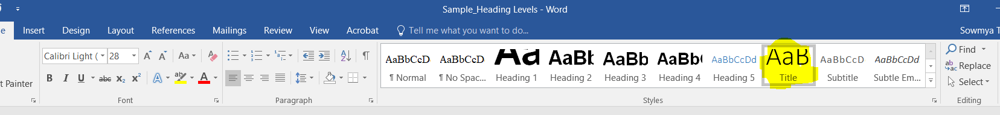 Sample_Heading Levels - Word
Insert Design Layout References Mailings Review View Acrobat Tell me what you want to do... Sowmya T
Calibri Light ( 28 Aa
AaBbCcD AaBbCcD Aa AaBb AaBb AaBb AaBbCcDd AaB AaBbCcD AaBbCcDd
Find
t Painter B I U abc x2 x2 A ab A
¶ Normal ¶ No Spac... Heading 1 Heading 2 Heading 3 Heading 4 Heading 5 Title Subtitle Subtle Em...
Replace
Select
Font Paragraph Styles Editing